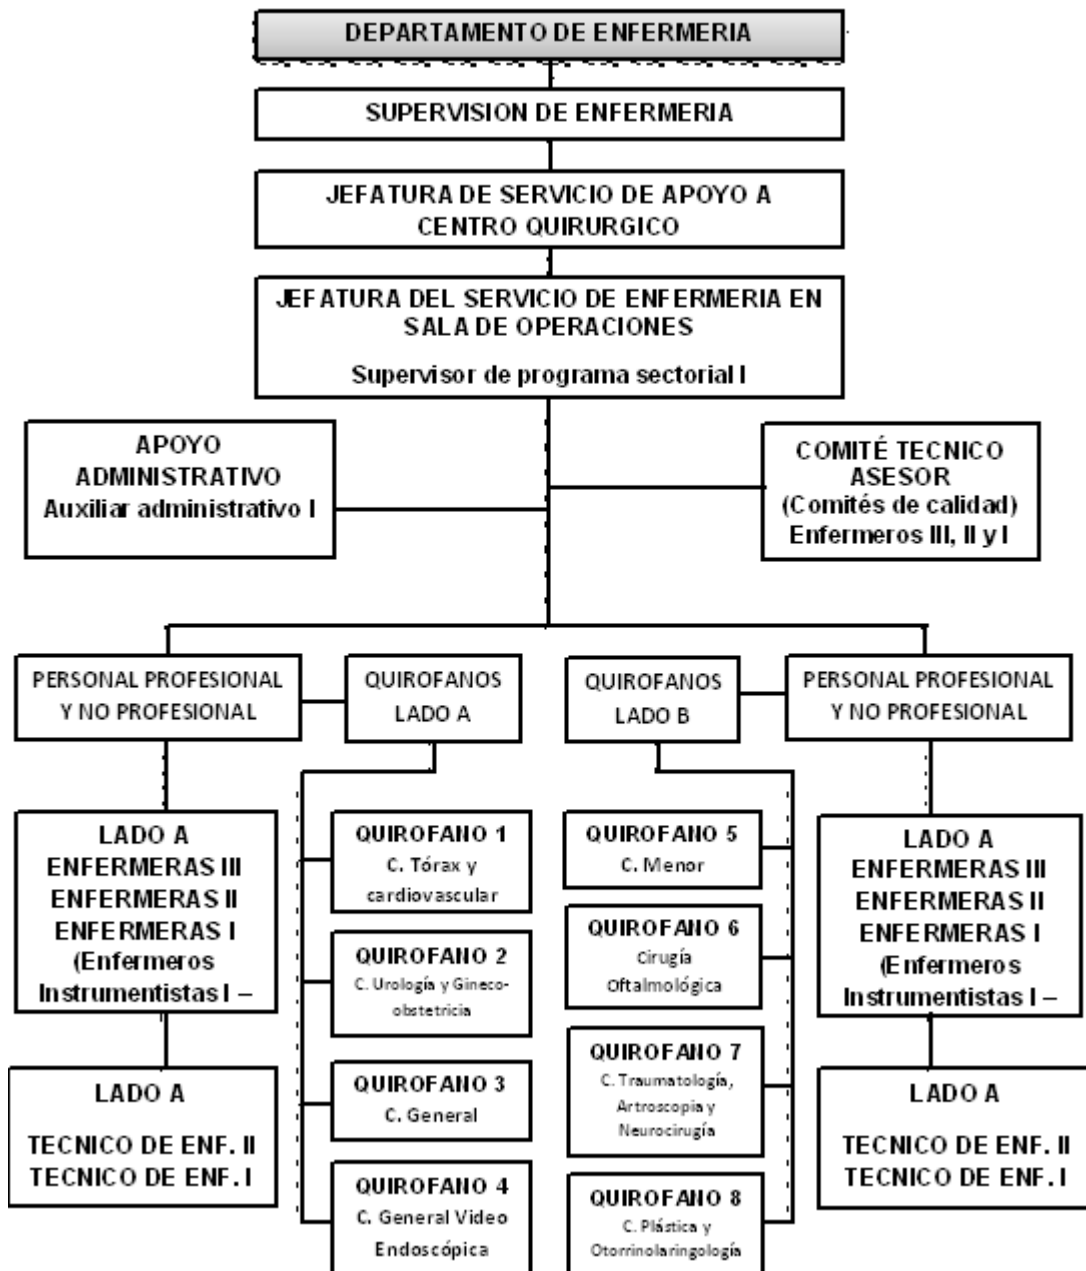 DEPARTAMENTO DE ENFERMERIA
SUPERVISION DE ENFERMERIA
JEFATURA DE SERVICIO DE APOYO A
CENTRO QUIRURGICO
JEFATURA DEL SERVICIO DE ENFERMERIA EN
SALA DE OPERACIONES
Supervisor de programa sectorial I
APOYO
ADMINISTRATIVO
Auxiliar administrativo I
COMITÉ TECNICO
ASESOR
(Comités de calidad)
Enfermeros III, II y I
PERSONAL PROFESIONAL
Y NO PROFESIONAL
QUIROFANOS
LADO A
QUIROFANOS
LADO B
PERSONAL PROFESIONAL
Y NO PROFESIONAL
LADO A
ENFERMERAS III
ENFERMERAS II
ENFERMERAS I
(Enfermeros
Instrumentistas I –
LADO A
TECNICO DE ENF. II
TECNICO DE ENF. I
QUIROFANO 1
C. Tórax y
cardiovascular
QUIROFANO 2
C. Urología y Gineco-
obstetricia
QUIROFANO 3
C. General
QUIROFANO 4
C. General Video
Endoscópica
QUIROFANO 5
C. Menor
QUIROFANO 6
Cirugía
Oftalmológica
QUIROFANO 7
C. Traumatología,
Artroscopia y
Neurocirugía
QUIROFANO 8
C. Plástica y
Otorrinolaringología
LADO A
ENFERMERAS III
ENFERMERAS II
ENFERMERAS I
(Enfermeros
Instrumentistas I –
LADO A
TECNICO DE ENF. II
TECNICO DE ENF. I